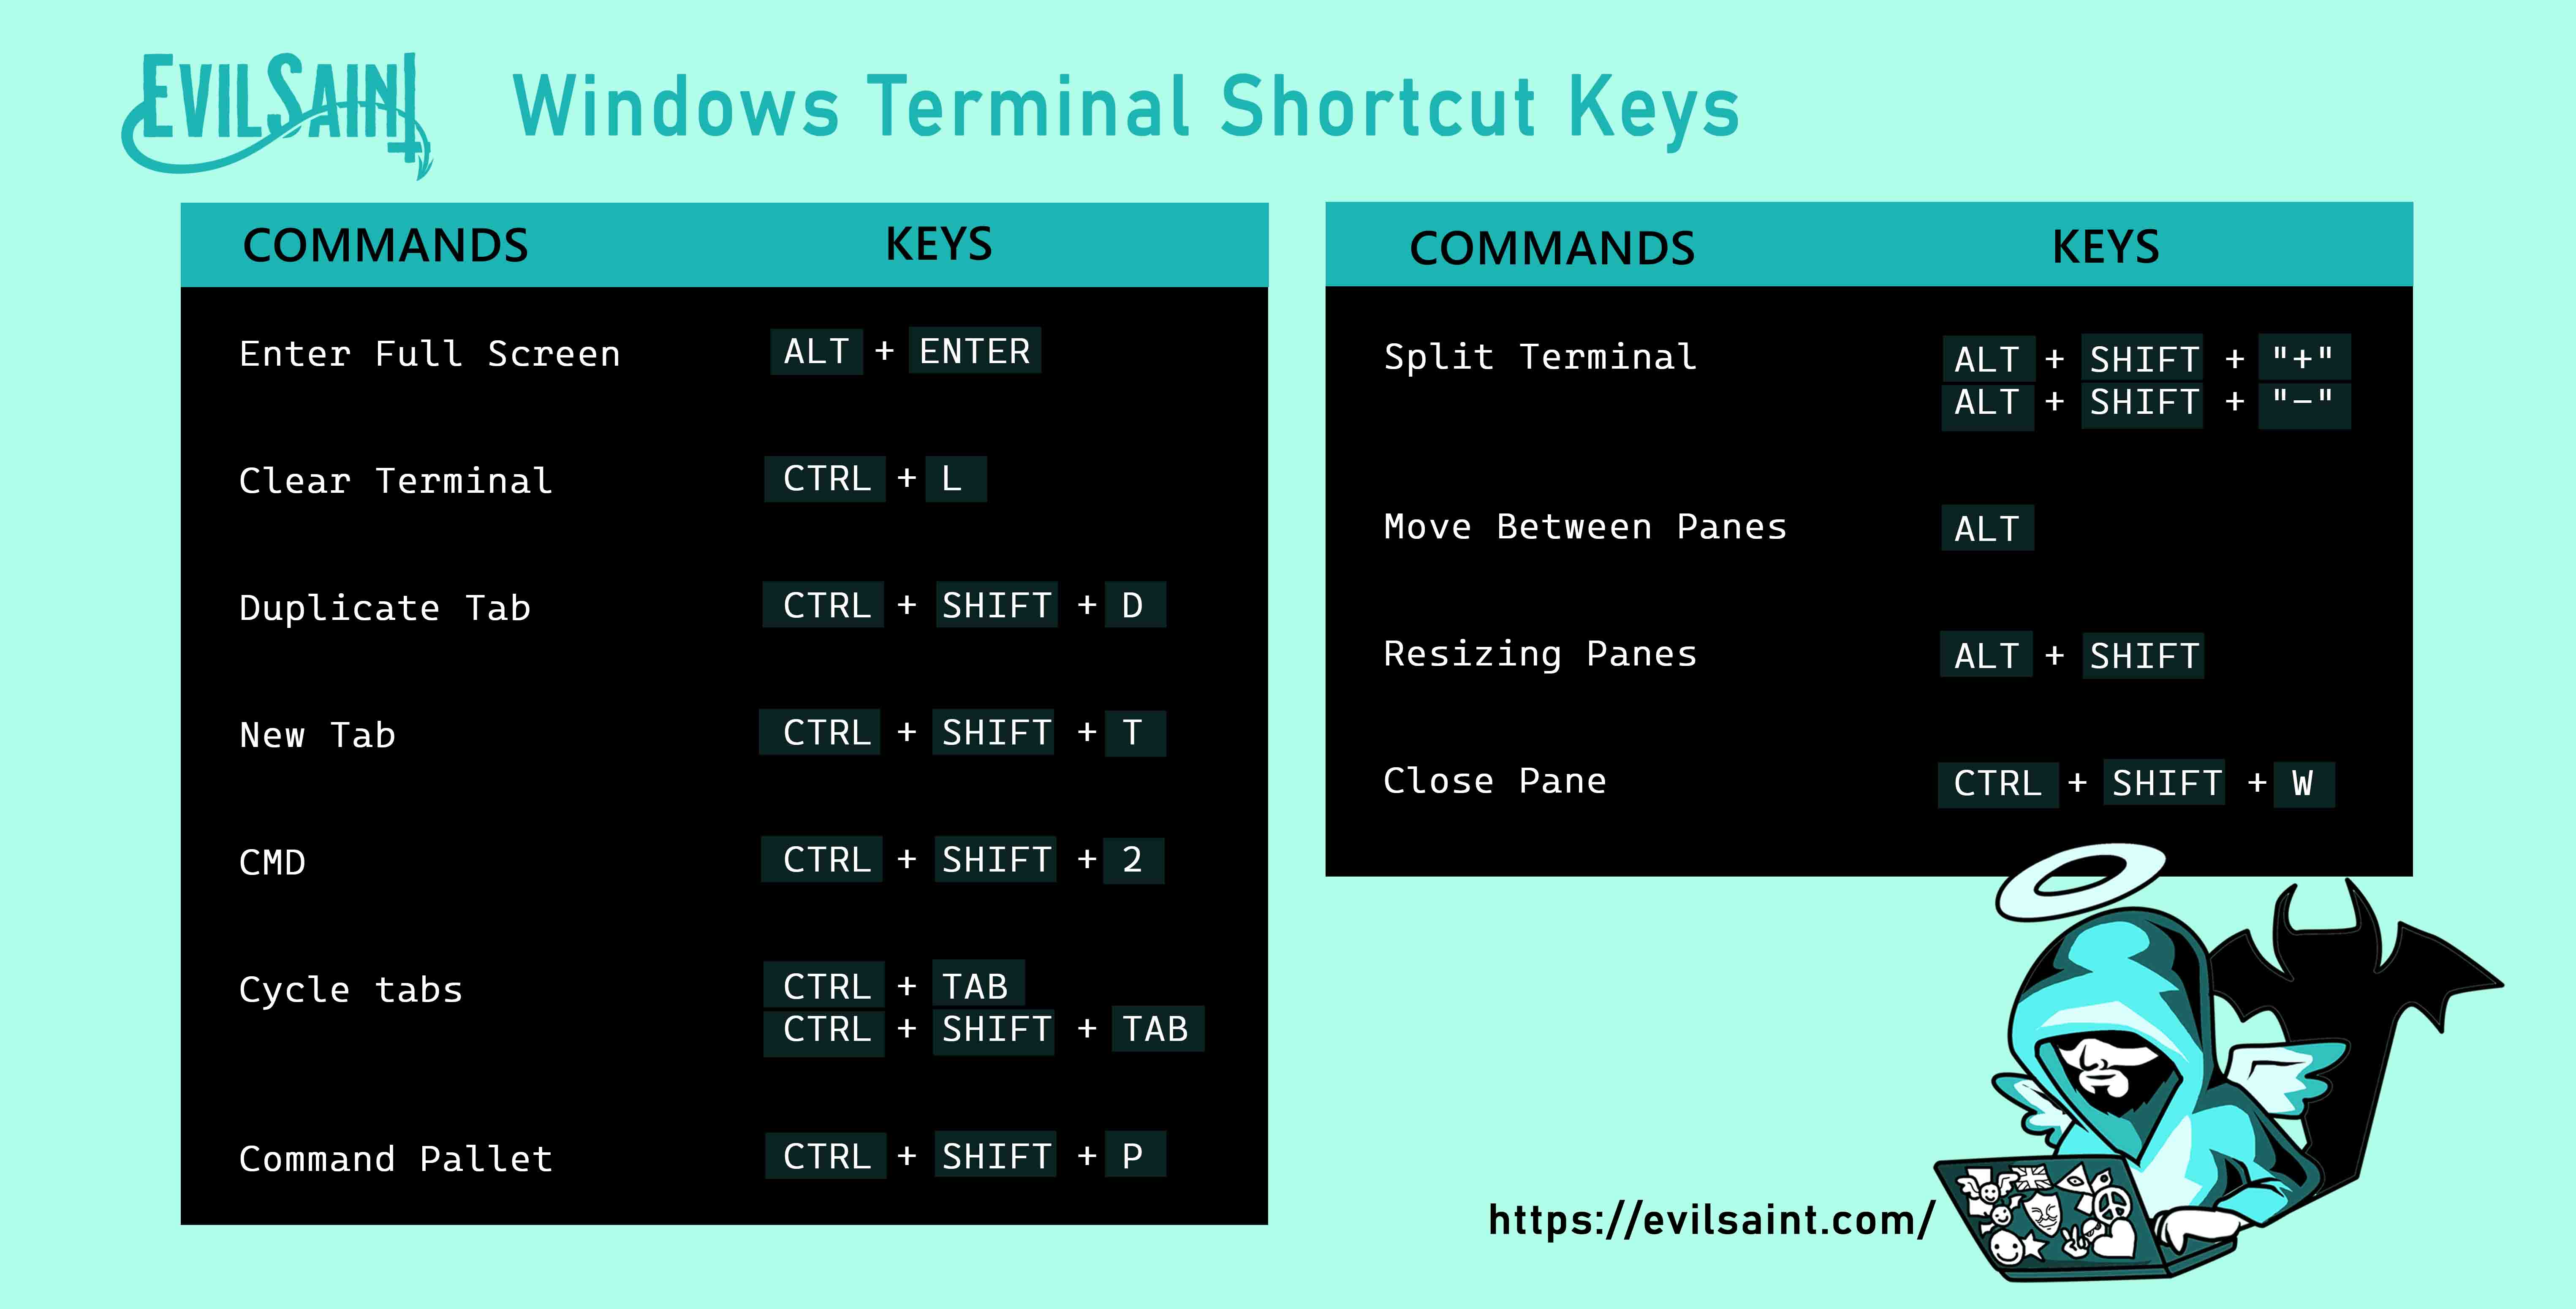 EVILSAINT
Windows Terminal Shortcut Keys
COMMANDS KEYS
Enter Full Screen ALT + ENTER
Clear Terminal CTRL + L
Duplicate Tab CTRL + SHIFT + D
New Tab CTRL + SHIFT + T
CMD CTRL + SHIFT + 2
Cycle tabs CTRL + TAB
CTRL + SHIFT + TAB
Command Pallet CTRL + SHIFT + P
COMMANDS KEYS
Split Terminal ALT + SHIFT + "+"
ALT + SHIFT + "-"
Move Between Panes ALT
Resizing Panes ALT + SHIFT
Close Pane CTRL + SHIFT + W
https://evilsaint.com/